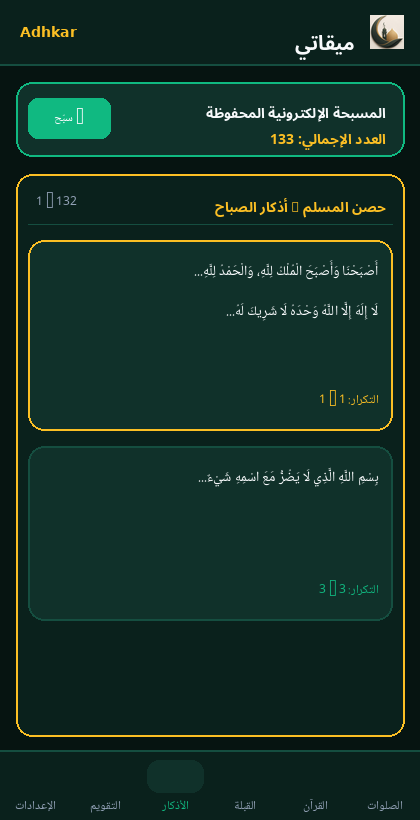 ميقاتي
Adhkar
المسبحة الإلكترونية المحفوظة
العدد الإجمالي: 133
سبّح
حصن المسلم أذكار الصباح
1 132
أَصْبَحْنَا وَأَصْبَحَ الْمُلْكُ لِلَّهِ، وَالْحَمْدُ لِلَّهِ...
لَا إِلَهَ إِلَّا اللَّهُ وَحْدَهُ لَا شَرِيكَ لَهُ...
التكرار: 1 1
بِسْمِ اللَّهِ الَّذِي لَا يَضُرُّ مَعَ اسْمِهِ شَيْءٌ...
التكرار: 3 3
الصلوات
القرآن
القبلة
الأذكار
التقويم
الإعدادات